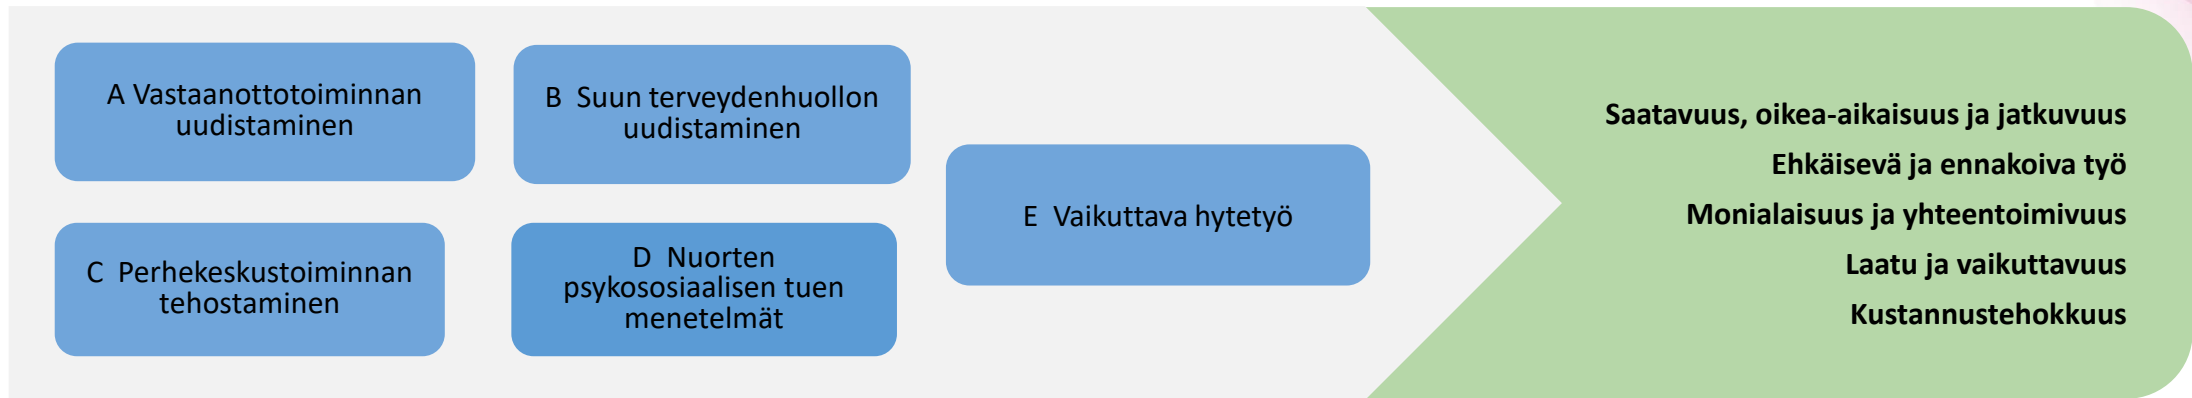 A Vastaanottotoiminnan
uudistaminen
B Suun terveydenhuollon
uudistaminen
C Perhekeskustoiminnan
tehostaminen
D Nuorten
psykososiaalisen tuen
menetelmät
E Vaikuttava hytetyö
Saatavuus, oikea-aikaisuus ja jatkuvuus
Ehkäisevä ja ennakoiva työ
Monialaisuus ja yhteentoimivuus
Laatu ja vaikuttavuus
Kustannustehokkuus